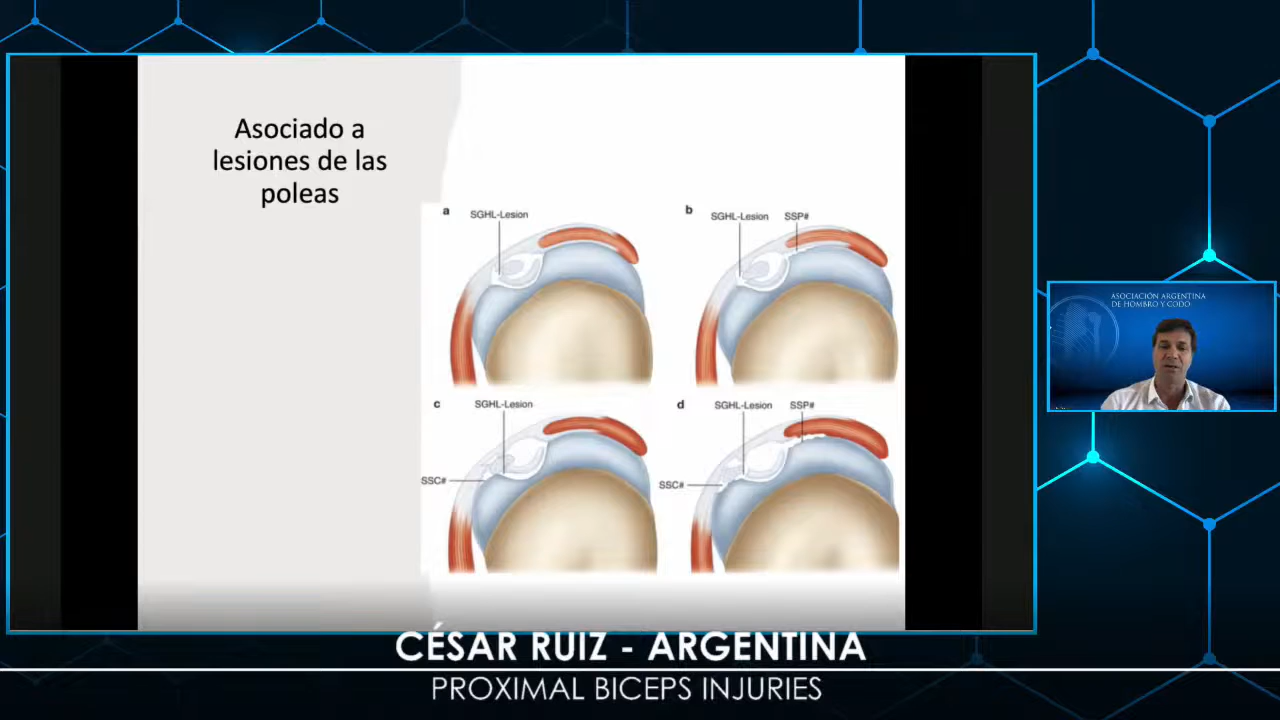 Asociado a
lesiones de las
poleas
a
SGHL-Lesion
b
SGHL-Lesion
SSP#
c
SGHL-Lesion
SSC#
d
SGHL-Lesion
SSP#
SSC#
ASOCIACIÓN ARGENTINA
DE HOMBRO Y CODO
CÉSAR RUIZ - ARGENTINA
PROXIMAL BICEPS INJURIES